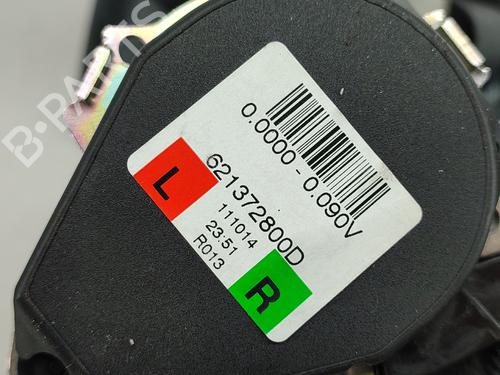 B-PARTS
0.0000 - 0.090V
621372800D
L
111014
23:51
R013
R